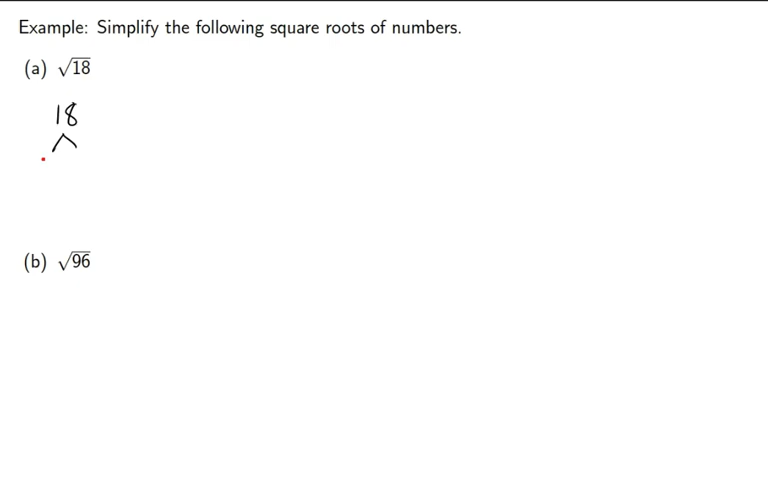 Example: Simplify the following square roots of numbers.
(a) √18
18
(b) √96